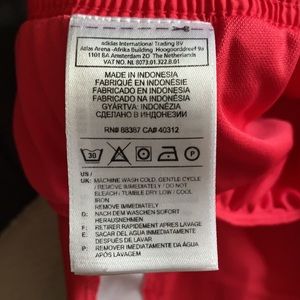 adidas International Trading BV
Atlas Arena -Afrika Building Hoogoorddreef 9a
1101 BA Amsterdam ZO The Netherlands
VAT NO. NL 8073.01.322.B.01
MADE IN INDONESIA
FABRIQUÉ EN INDONÉSIE
FABRICADO EN INDONESIA
FABRICADO NA INDONÉSIA
GYÁRTVA: INDONÉZIA
СДЕЛАНО В ИНДОНЕЗИИ
RN# 88387 CA# 40312
30
US /
UK: MACHINE WASH COLD, GENTLE CYCLE
/ REMOVE IMMEDIATELY / DO NOT
BLEACH / TUMBLE DRY LOW / COOL
IRON
D: NACH DEM WASCHEN SOFORT
HERAUSNEHMEN
F: RETIRER RAPIDEMENT APRES LAVAGE
E: SACAR DEL AGUA INMEDIATAMENTE
DESPUÉS DE LAVAR
P: REMOVER IMEDIATAMENTE DA ÁGUA
APÓS LAVAGEM